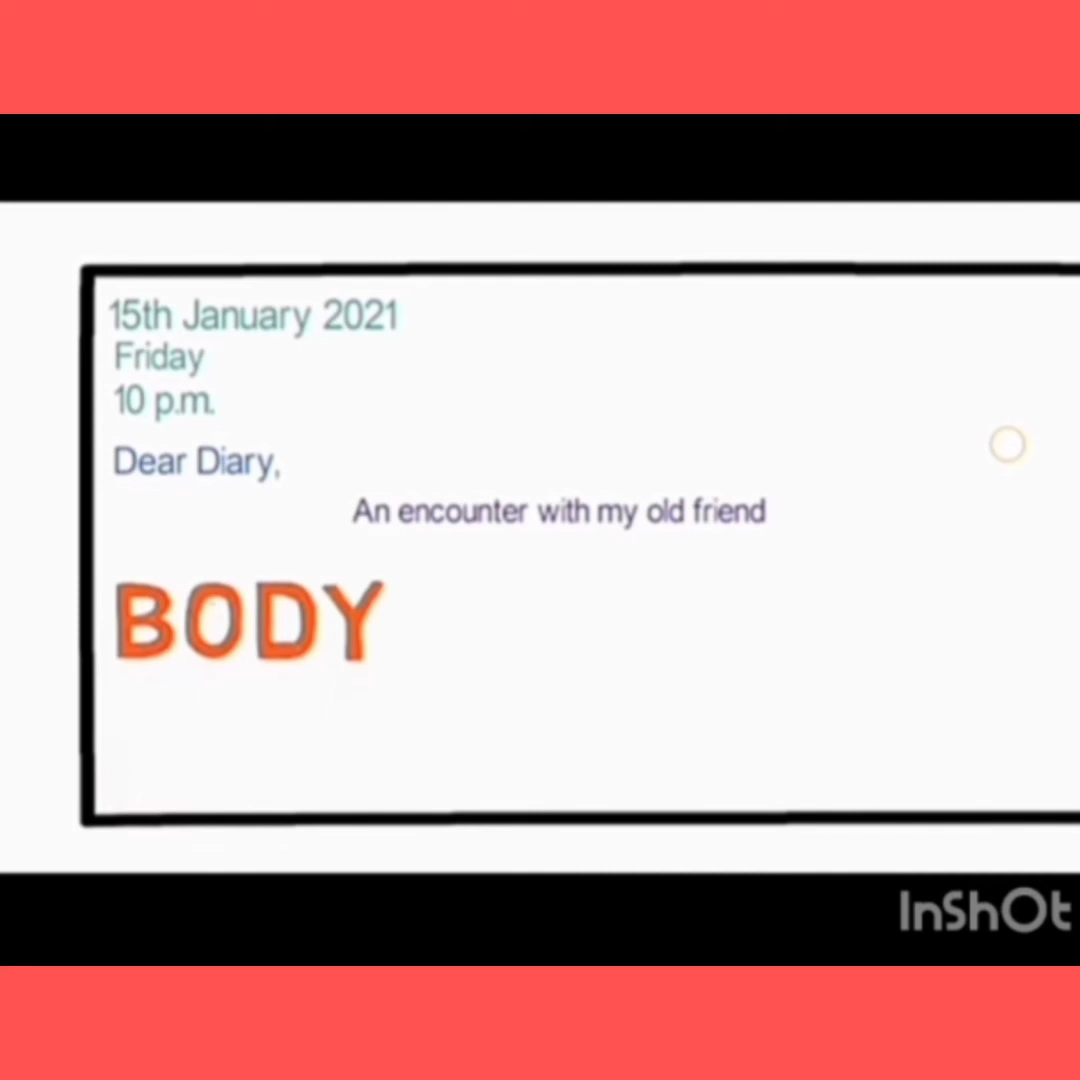 15th January 2021
Friday
10 p.m.
Dear Diary,
An encounter with my old friend
BODY
InShOt